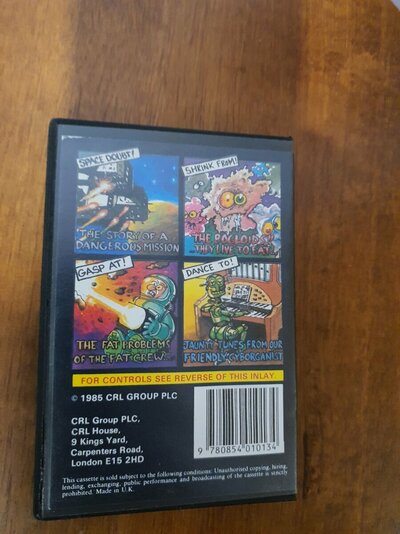 SPACE DOUBT!
THE STORY OF A
DANGEROUS MISSION
SHRINK FROM!
THE POGLOIDS!
THEY LIVE TO EAT...
GASP AT!
THE FAT PROBLEMS
OF THE FAT CREW...
DANCE TO!
JAUNTY TUNES FROM OUR
FRIENDLY CYBORGANIST
FOR CONTROLS SEE REVERSE OF THIS INLAY.
© 1985 CRL GROUP PLC
CRL Group PLC,
CRL House,
9 Kings Yard,
Carpenters Road,
London E15 2HD
9 780854 010134
This cassette is sold subject to the following conditions: Unauthorised copying, hiring,
lending, exchanging, public performance and broadcasting of the cassette is strictly
prohibited. Made in U.K.